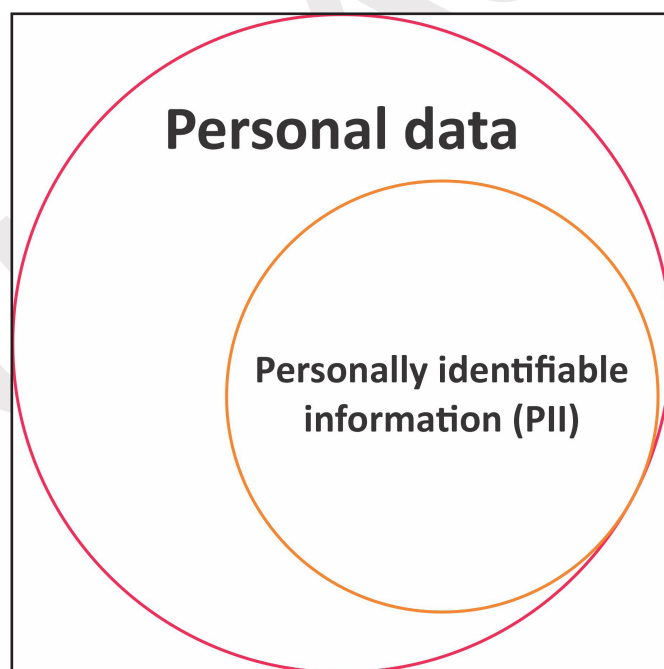 Personal data
Personally identifiable
information (PII)